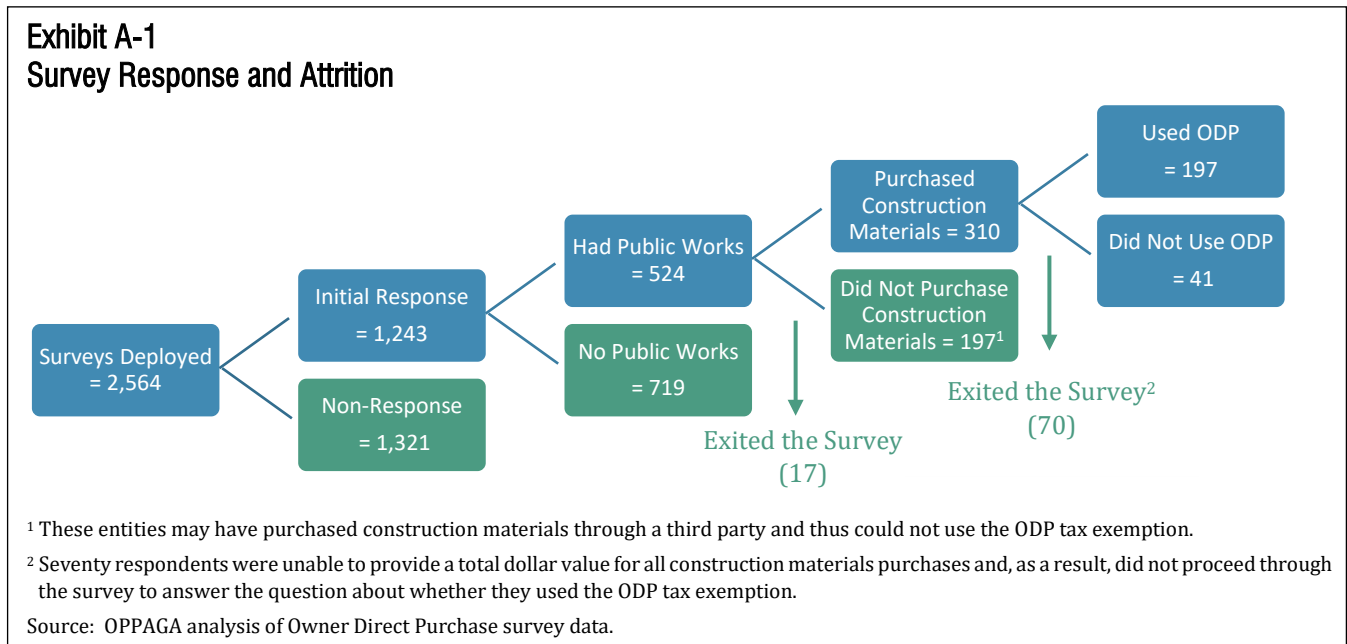 Exhibit A-1
Survey Response and Attrition
Surveys Deployed
= 2,564
Initial Response
= 1,243
Non-Response
= 1,321
Had Public Works
= 524
No Public Works
= 719
Exited the Survey
(17)
Purchased
Construction
Materials = 310
Did Not Purchase
Construction
Materials = 197¹
Exited the Survey²
(70)
Used ODP
= 197
Did Not Use ODP
= 41
¹ These entities may have purchased construction materials through a third party and thus could not use the ODP tax exemption.
² Seventy respondents were unable to provide a total dollar value for all construction materials purchases and, as a result, did not proceed through
the survey to answer the question about whether they used the ODP tax exemption.
Source: OPPAGA analysis of Owner Direct Purchase survey data.